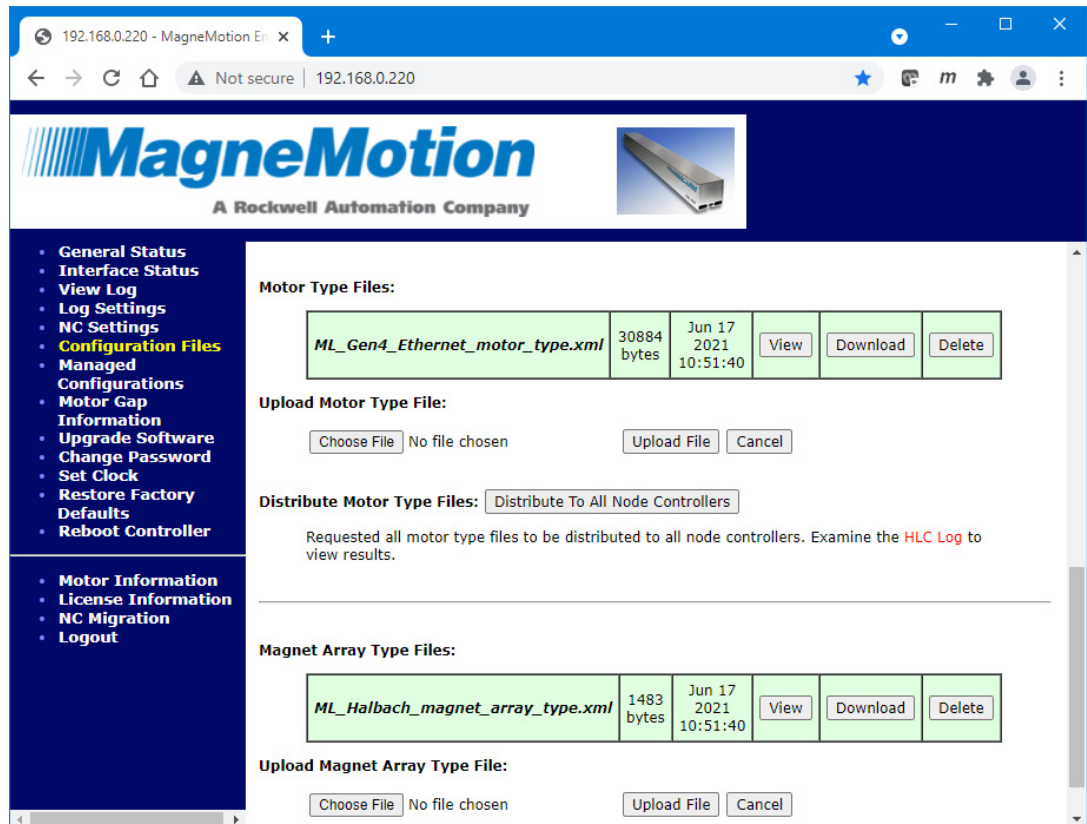 192.168.0.220 - MagneMotion En
Not secure | 192.168.0.220
m
MagneMotion
A Rockwell Automation Company
General Status
Interface Status
View Log
Log Settings
NC Settings
Configuration Files
Managed
Configurations
Motor Gap
Information
Upgrade Software
Change Password
Set Clock
Restore Factory
Defaults
Reboot Controller
Motor Information
License Information
NC Migration
Logout
Motor Type Files:
ML_Gen4_Ethernet_motor_type.xml
30884
bytes
Jun 17
2021
10:51:40
View
Download
Delete
Upload Motor Type File:
Choose File No file chosen
Upload File
Cancel
Distribute Motor Type Files: Distribute To All Node Controllers
Requested all motor type files to be distributed to all node controllers. Examine the HLC Log to
view results.
Magnet Array Type Files:
ML_Halbach_magnet_array_type.xml
1483
bytes
Jun 17
2021
10:51:40
View
Download
Delete
Upload Magnet Array Type File:
Choose File No file chosen
Upload File
Cancel